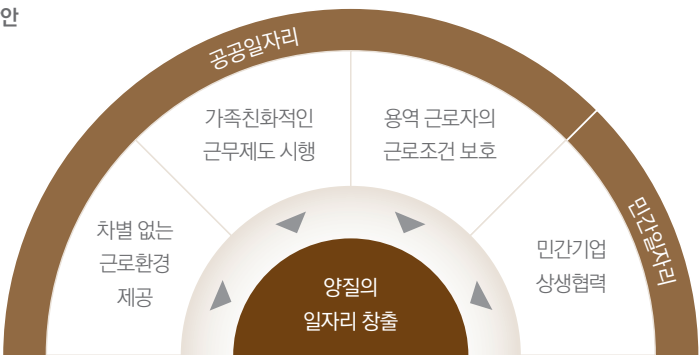 안
공공일자리
가족친화적인
근무제도 시행
용역 근로자의
근로조건 보호
차별 없는
근로환경
제공
민간기업
상생협력
민간일자리
양질의
일자리 창출